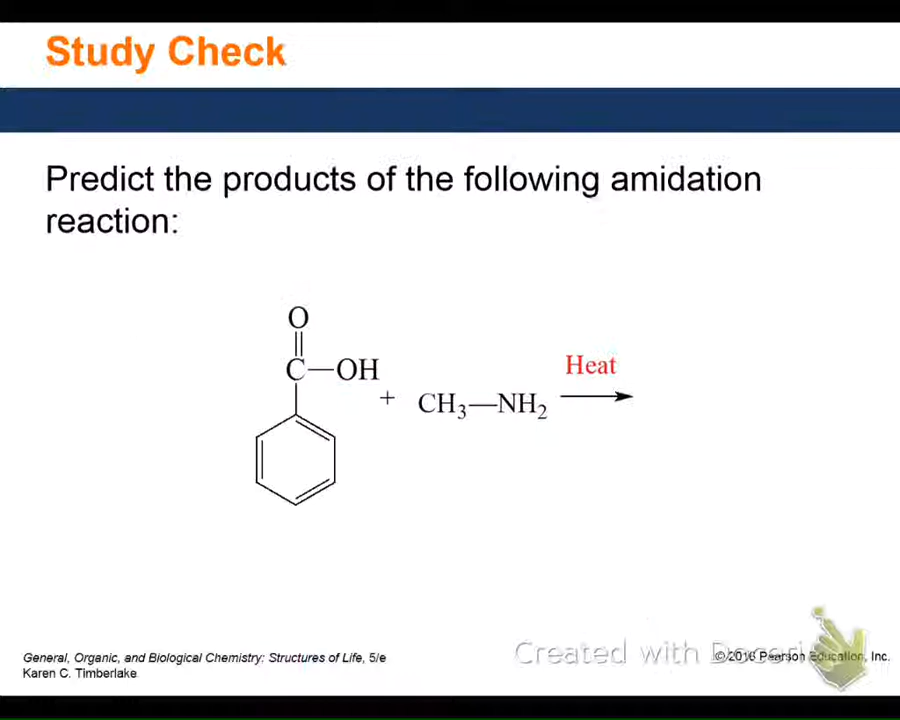 Study Check
Predict the products of the following amidation
reaction:
O
C—OH
+ CH₃—NH₂
Heat
General, Organic, and Biological Chemistry: Structures of Life, 5/e
Karen C. Timberlake
Created with
© 2016 Pearson Education, Inc.